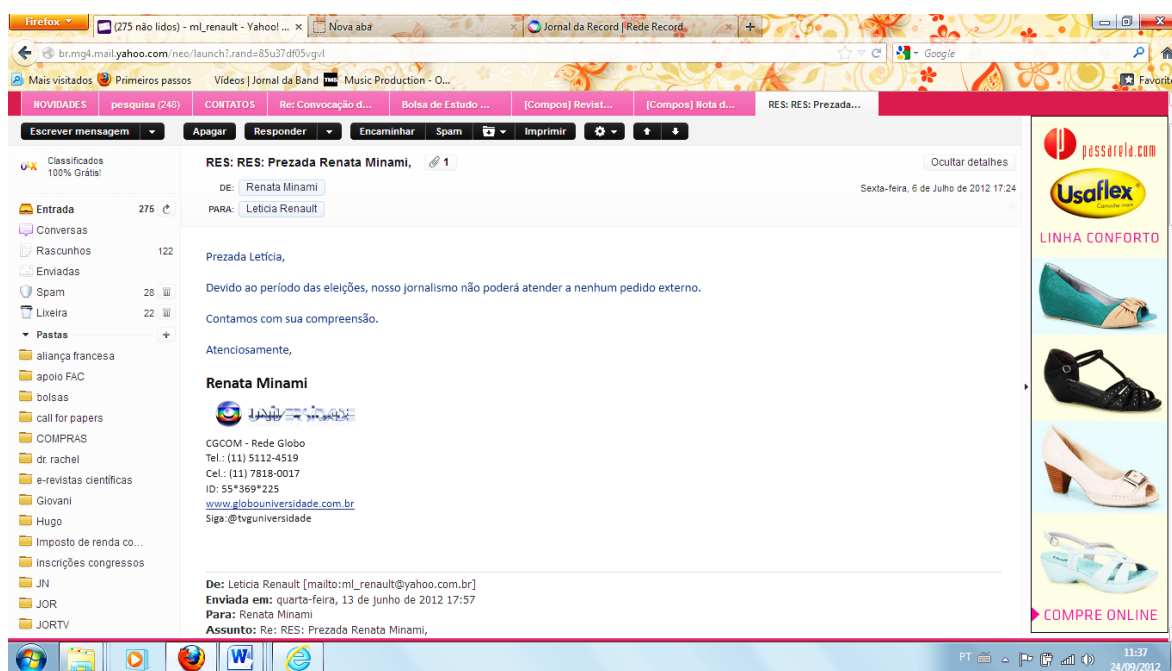 Firefox
(275 não lidos) - ml_renault - Yahoo! ...
Nova aba
Jornal da Record | Rede Record
br.mg4.mail.yahoo.com/neo/launch?.rand=85u37df05vgvl
Google
Mais visitados
Primeiros passos
Vídeos | Jornal da Band
Music Production - O...
Favorit
NOVIDADES
pesquisa (248)
CONTATOS
Re: Convocação d...
Bolsa de Estudo ...
[Compos] Revist...
[Compos] Nota d...
RES: RES: Prezada...
Escrever mensagem
Apagar
Responder
Encaminhar
Spam
Imprimir
OLX
Classificados
100% Grátis!
Entrada 275
Conversas
Rascunhos 122
Enviadas
Spam 28
Lixeira 22
Pastas +
aliança francesa
apoio FAC
bolsas
call for papers
COMPRAS
dr. rachel
e-revistas científicas
Giovani
Hugo
Imposto de renda co...
inscrições congressos
JN
JOR
JORTV
RES: RES: Prezada Renata Minami, 1
Ocultar detalhes
DE: Renata Minami
Sexta-feira, 6 de Julho de 2012 17:24
PARA: Leticia Renault
Prezada Letícia,
Devido ao período das eleições, nosso jornalismo não poderá atender a nenhum pedido externo.
Contamos com sua compreensão.
Atenciosamente,
Renata Minami
UNIVERSIDADE
CGCOM - Rede Globo
Tel.: (11) 5112-4519
Cel.: (11) 7818-0017
ID: 55*369*225
www.globouniversidade.com.br
Siga:@tvguniversidade
De: Leticia Renault [mailto:ml_renault@yahoo.com.br]
Enviada em: quarta-feira, 13 de junho de 2012 17:57
Para: Renata Minami
Assunto: Re: RES: Prezada Renata Minami,
passarela.com
Usaflex
Caminhe mais
LINHA CONFORTO
COMPRE ONLINE
PT
11:37